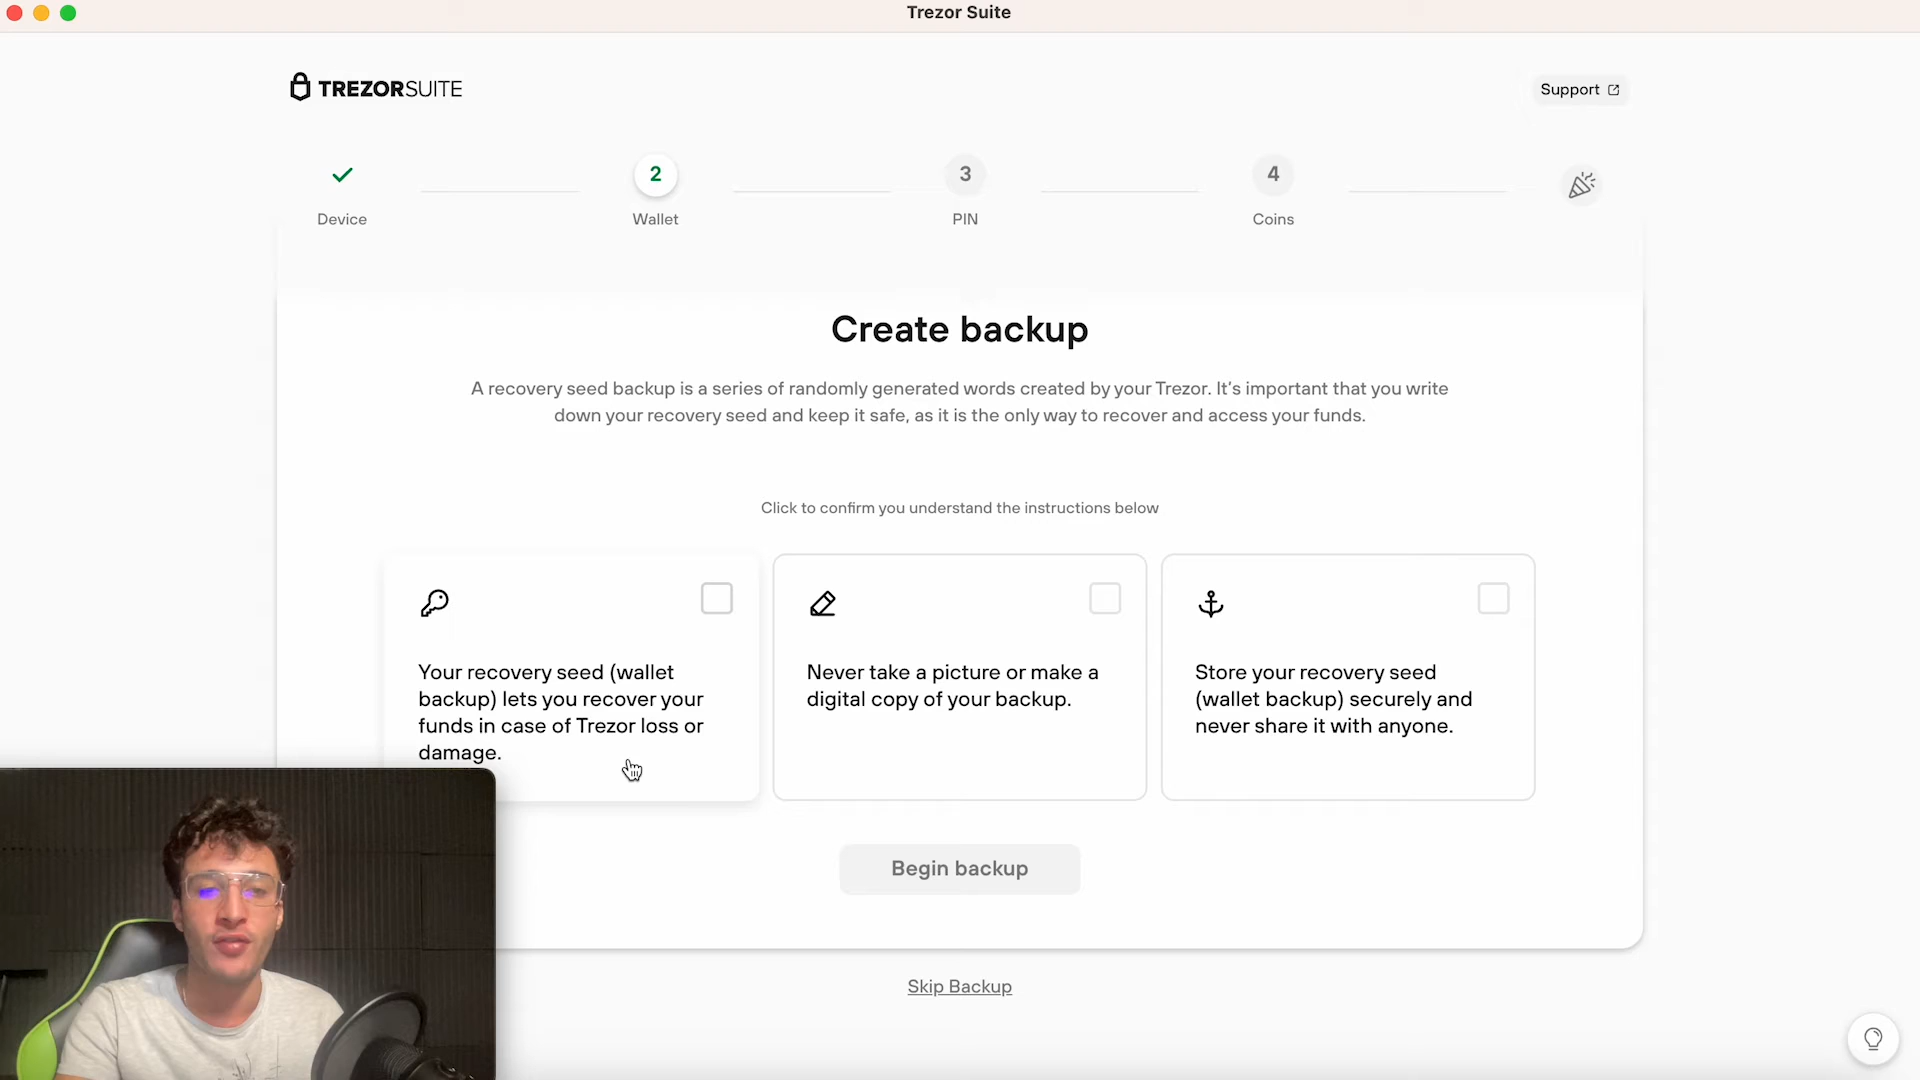 Trezor Suite
TREZORSUITE
Support
2
3
4
Device
Wallet
PIN
Coins
Create backup
A recovery seed backup is a series of randomly generated words created by your Trezor. It's important that you write
down your recovery seed and keep it safe, as it is the only way to recover and access your funds.
Click to confirm you understand the instructions below
Your recovery seed (wallet
backup) lets you recover your
funds in case of Trezor loss or
damage.
Never take a picture or make a
digital copy of your backup.
Store your recovery seed
(wallet backup) securely and
never share it with anyone.
Begin backup
Skip Backup